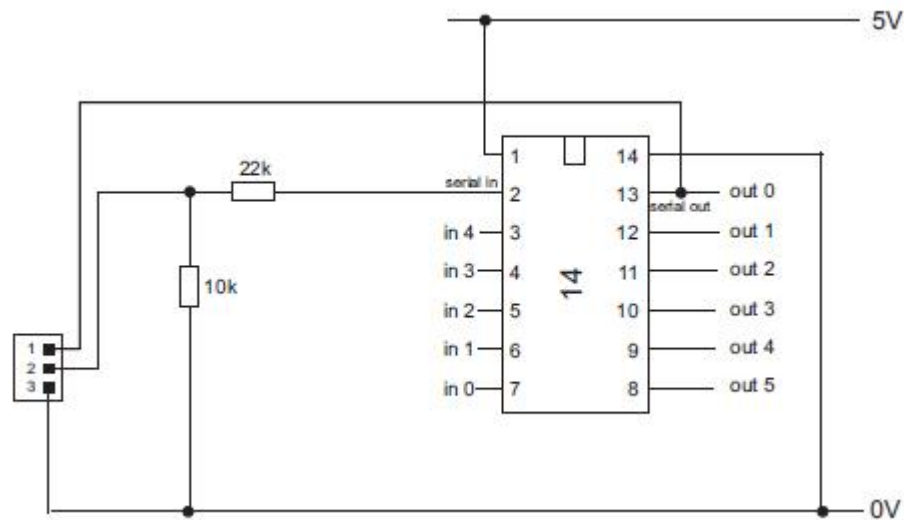 5V
22k
serial in
1
14
2
13
out 0
serial out
in 4
3
12
out 1
in 3
4
11
out 2
10k
14
in 2
5
10
out 3
1
in 1
6
9
out 4
2
3
in 0
7
8
out 5
0V